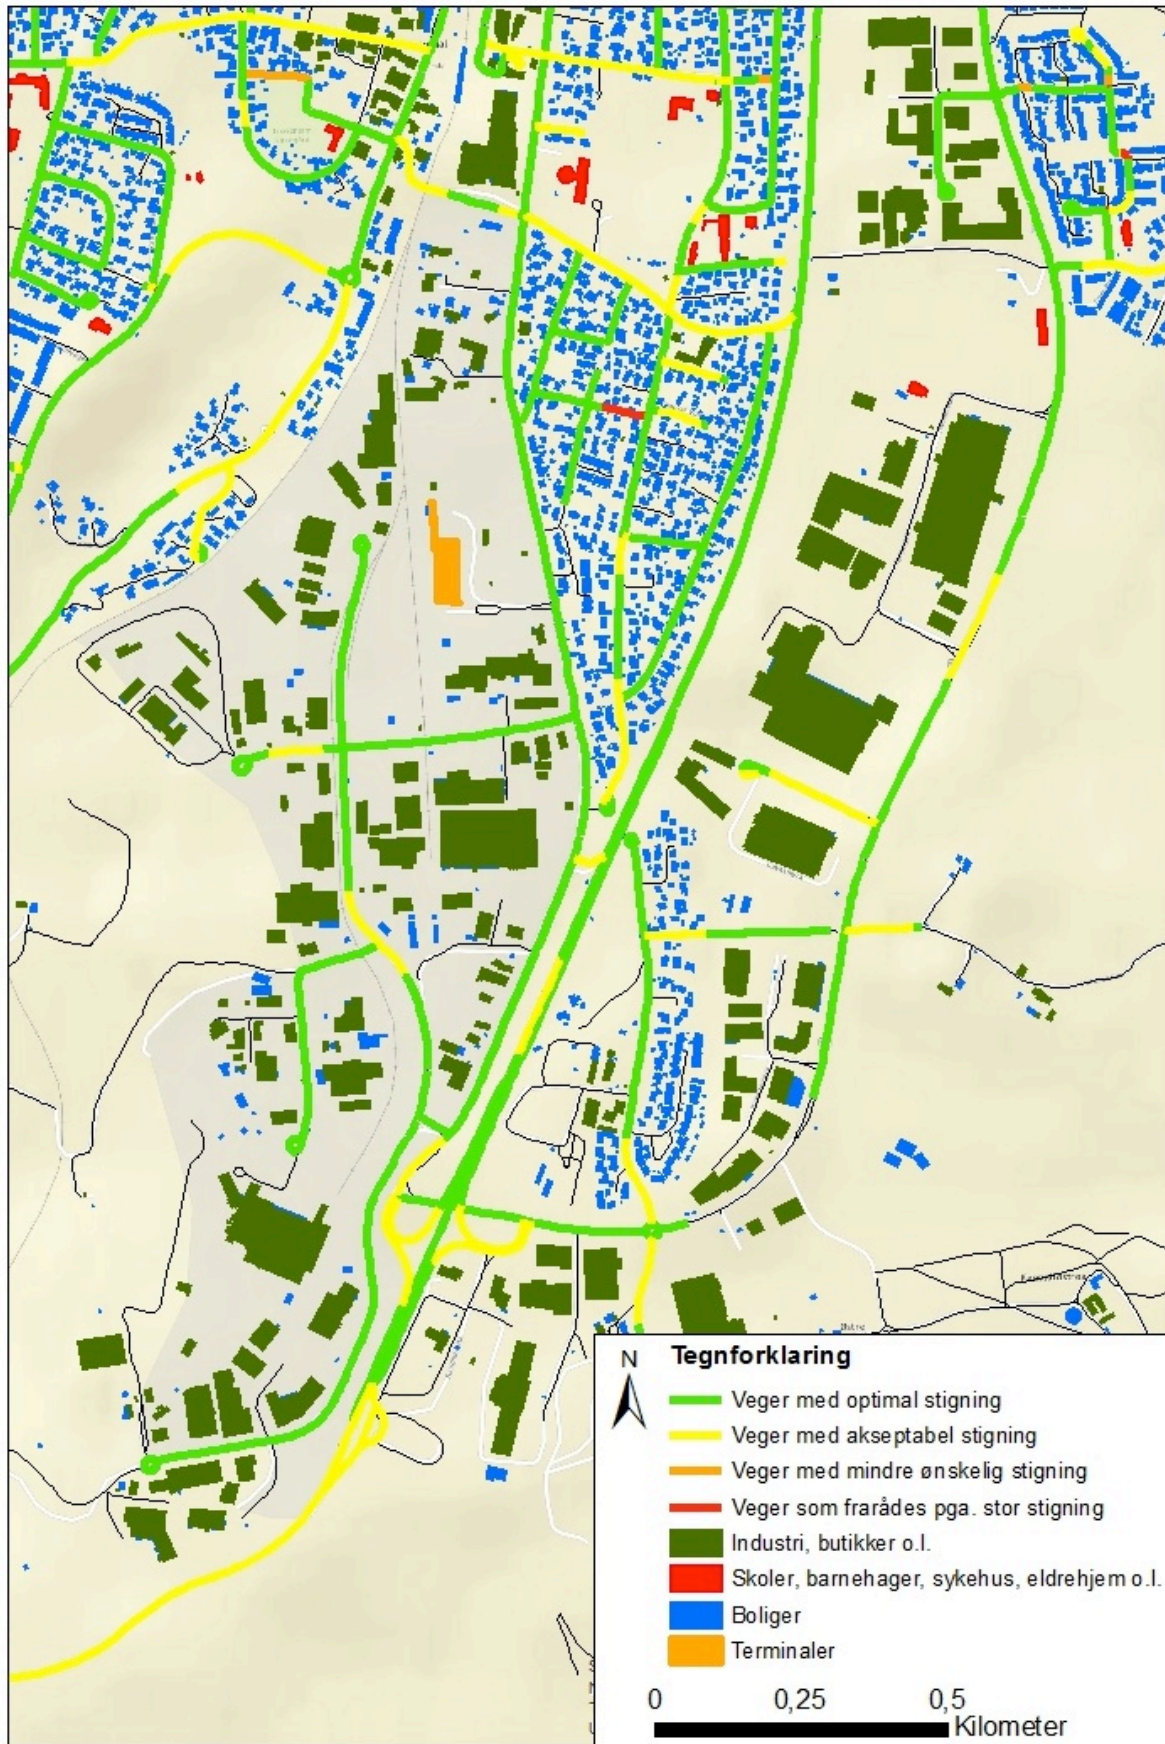 N
Tegnforklaring
Veger med optimal stigning
Veger med akseptabel stigning
Veger med mindre ønskelig stigning
Veger som frarådes pga. stor stigning
Industri, butikker o.l.
Skoler, barnehager, sykehus, eldrehjem o.l.
Boliger
Terminaler
0 0,25 0,5
Kilometer